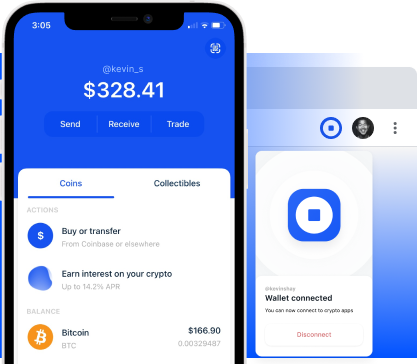 3:05
@kevin_s
$328.41
Send Receive Trade
Coins Collectibles
ACTIONS
$ Buy or transfer
From Coinbase or elsewhere
Earn interest on your crypto
Up to 14.2% APR
BALANCE
Bitcoin $166.90
BTC 0.00329487
@kevinshay
Wallet connected
You can now connect to crypto apps
Disconnect